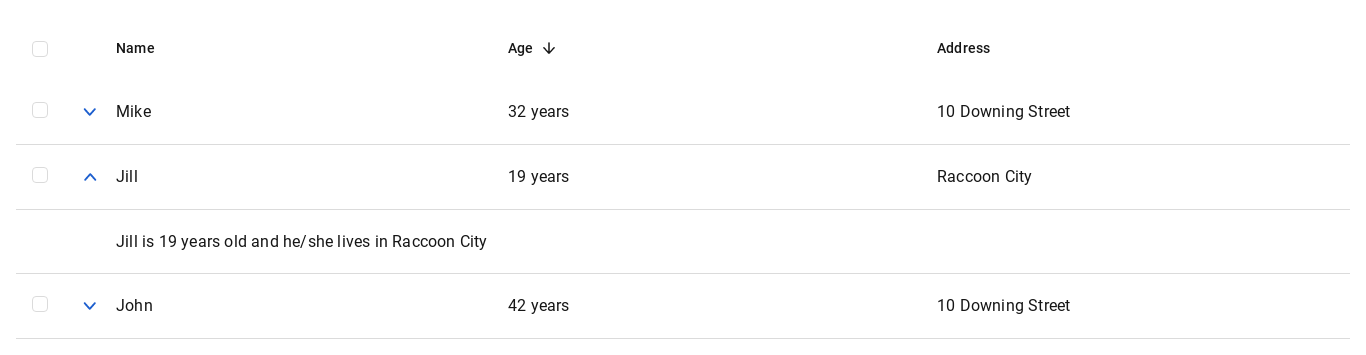 Name Age Address
Mike 32 years 10 Downing Street
Jill 19 years Raccoon City
Jill is 19 years old and he/she lives in Raccoon City
John 42 years 10 Downing Street